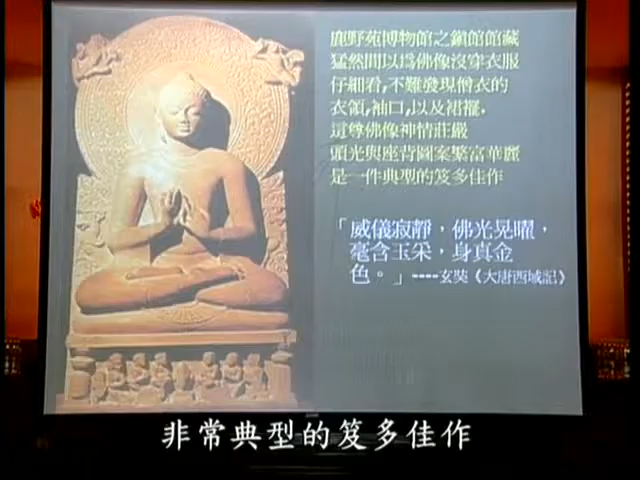 鹿野苑博物館之鎮館館藏
猛然間以為佛像沒穿衣服
仔細看,不難發現僧衣的
衣領,袖口,以及裙襬.
這尊佛像神情莊嚴
頭光與座背圖案繁富華麗
是一件典型的笈多佳作
「威儀寂靜，佛光晃曜，
毫含玉采，身真金
色。」----玄奘《大唐西域記》
非常典型的笈多佳作